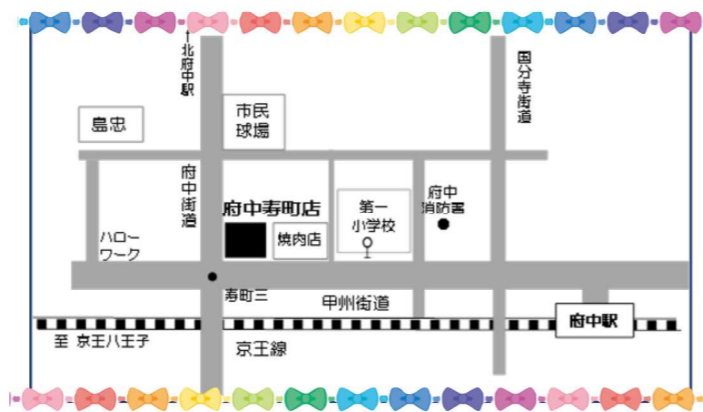 ↑北府中駅
国分寺街道
島忠
市民
球場
府中街道
府中寿町店
焼肉店
第一
小学校
府中
消防署
ハロー
ワーク
寿町三
甲州街道
府中駅
至 京王八王子
京王線